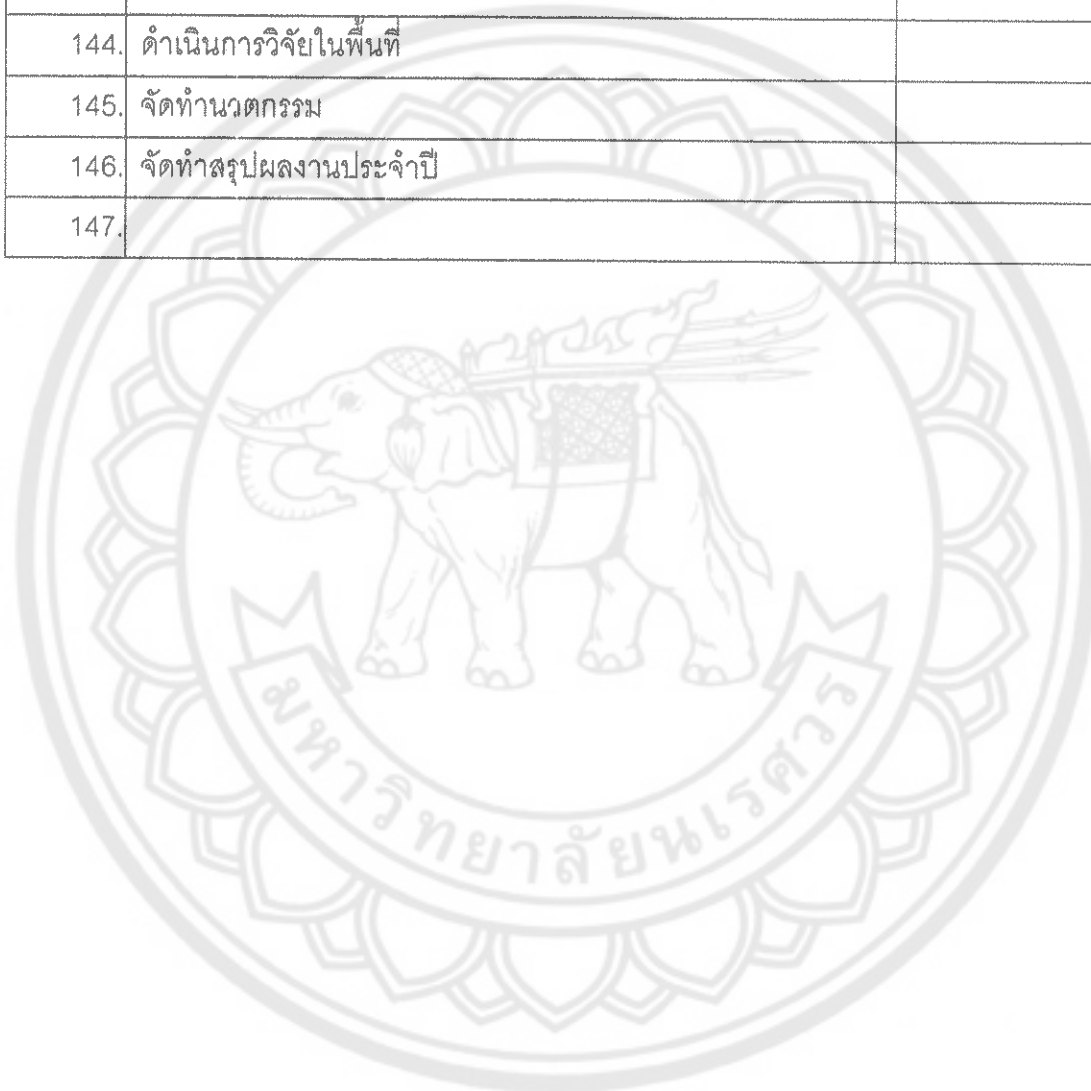 144. ดำเนินการวิจัยในพื้นที่
145. จัดทำนวตกรรม
146. จัดทำสรุปผลงานประจำปี
147.
มหาวิทยาลัยนเรศวร